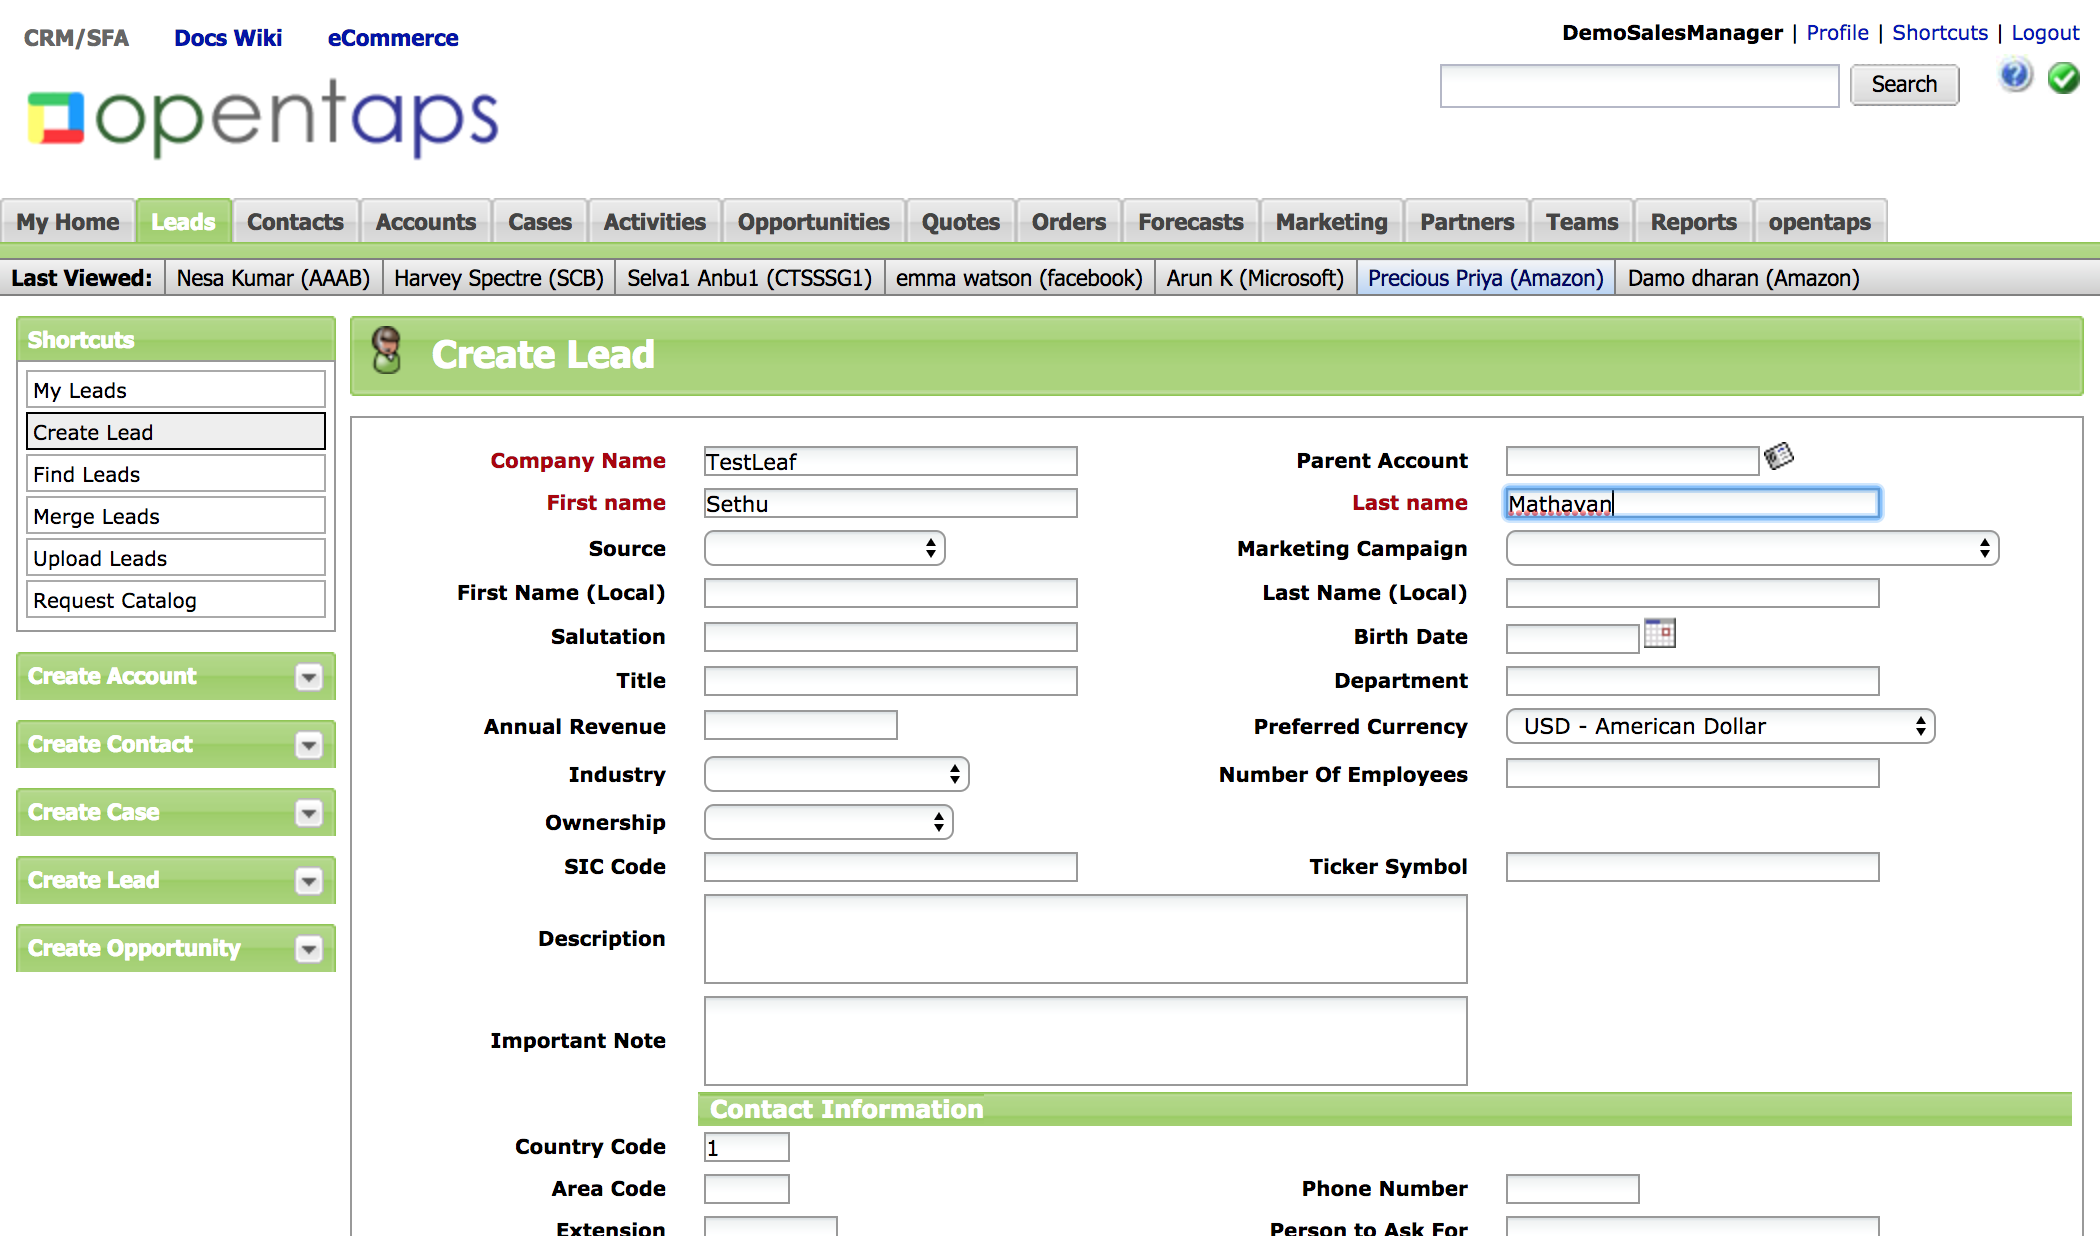 CRM/SFA Docs Wiki eCommerce
DemoSalesManager | Profile | Shortcuts | Logout
opentaps
Search
My Home Leads Contacts Accounts Cases Activities Opportunities Quotes Orders Forecasts Marketing Partners Teams Reports opentaps
Last Viewed: Nesa Kumar (AAAB) Harvey Spectre (SCB) Selva1 Anbu1 (CTSSSG1) emma watson (facebook) Arun K (Microsoft) Precious Priya (Amazon) Damo dharan (Amazon)
Shortcuts
My Leads
Create Lead
Find Leads
Merge Leads
Upload Leads
Request Catalog
Create Account
Create Contact
Create Case
Create Lead
Create Opportunity
Create Lead
Company Name TestLeaf Parent Account
First name Sethu Last name Mathavan
Source Marketing Campaign
First Name (Local) Last Name (Local)
Salutation Birth Date
Title Department
Annual Revenue Preferred Currency USD - American Dollar
Industry Number Of Employees
Ownership
SIC Code Ticker Symbol
Description
Important Note
Contact Information
Country Code 1
Area Code Phone Number
Extension Person to Ask For